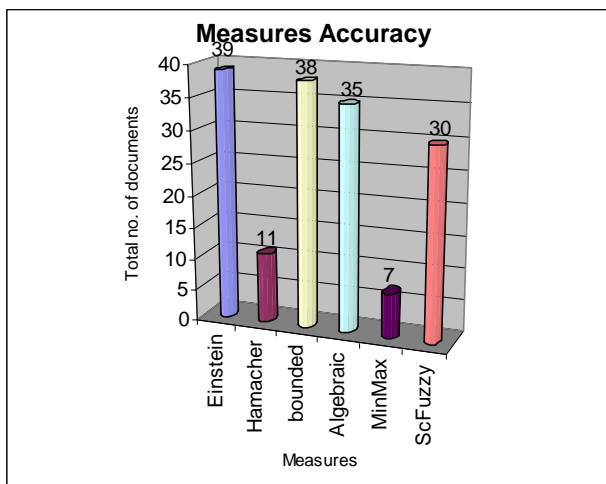 Measures Accuracy
Total no. of documents
40
35
30
25
20
15
10
5
0
39
11
38
35
7
30
Einstein
Hamacher
bounded
Algebraic
MinMax
ScFuzzy
Measures